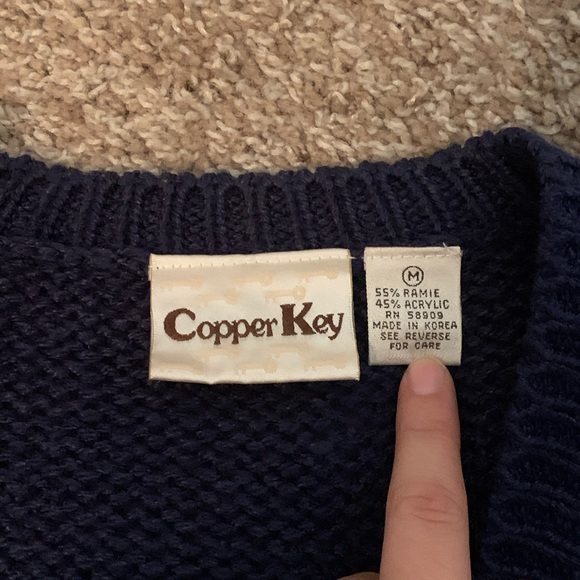 Copper Key
M
55% RAMIE
45% ACRYLIC
RN 58909
MADE IN KOREA
SEE REVERSE
FOR CARE